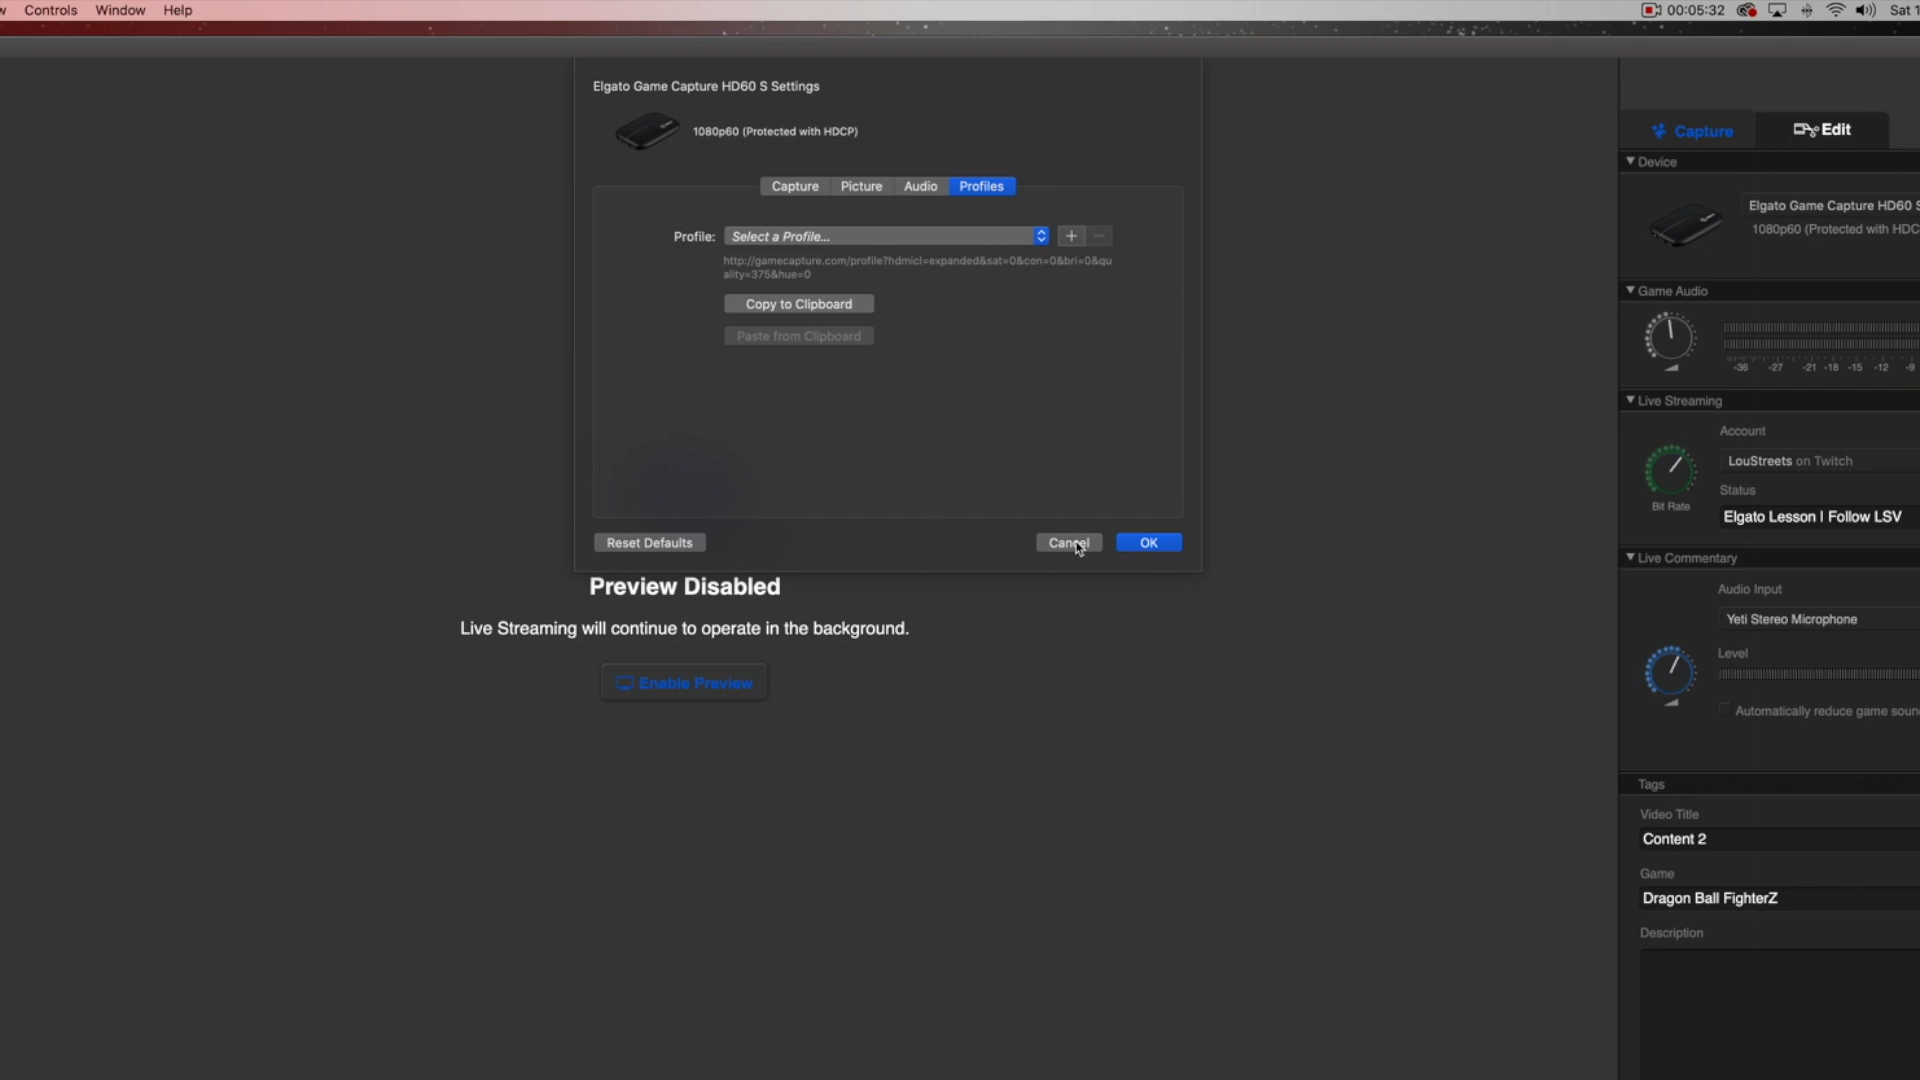 Controls Window Help 00:05:32 Sat 1
Elgato Game Capture HD60 S Settings
1080p60 (Protected with HDCP)
Capture Picture Audio Profiles
Profile: Select a Profile...
http://gamecapture.com/profile?hdmicl=expanded&sat=0&con=0&bri=0&qu
ality=375&hue=0
Copy to Clipboard
Paste from Clipboard
Reset Defaults Cancel OK
Preview Disabled
Live Streaming will continue to operate in the background.
Enable Preview
Capture Edit
Device
Elgato Game Capture HD60 S
1080p60 (Protected with HDC
Game Audio
-36 -27 -21 -18 -15 -12 -9
Live Streaming
Account
LouStreets on Twitch
Status
Bit Rate
Elgato Lesson | Follow LSV
Live Commentary
Audio Input
Yeti Stereo Microphone
Level
Automatically reduce game soun
Tags
Video Title
Content 2
Game
Dragon Ball FighterZ
Description